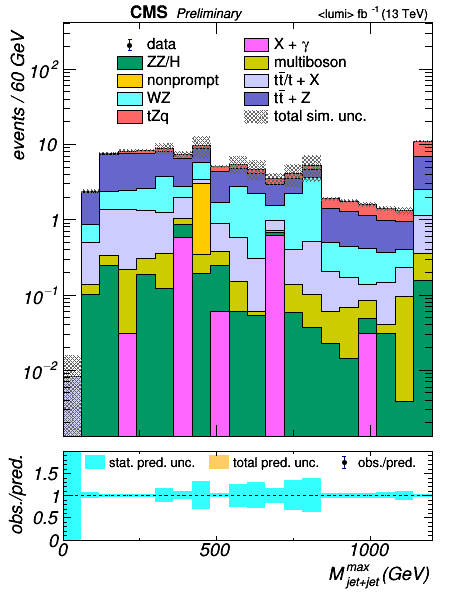 CMS Preliminary <lumi> fb⁻¹ (13 TeV)
events / 60 GeV
data X + γ
ZZ/H multiboson
nonprompt tt̅/t + X
WZ tt̅ + Z
tZq total sim. unc.
10²
10
1
10⁻¹
10⁻²
stat. pred. unc. total pred. unc. obs./pred.
obs./pred.
1.5
1
0.5
0
0 500 1000
M^max_jet+jet (GeV)